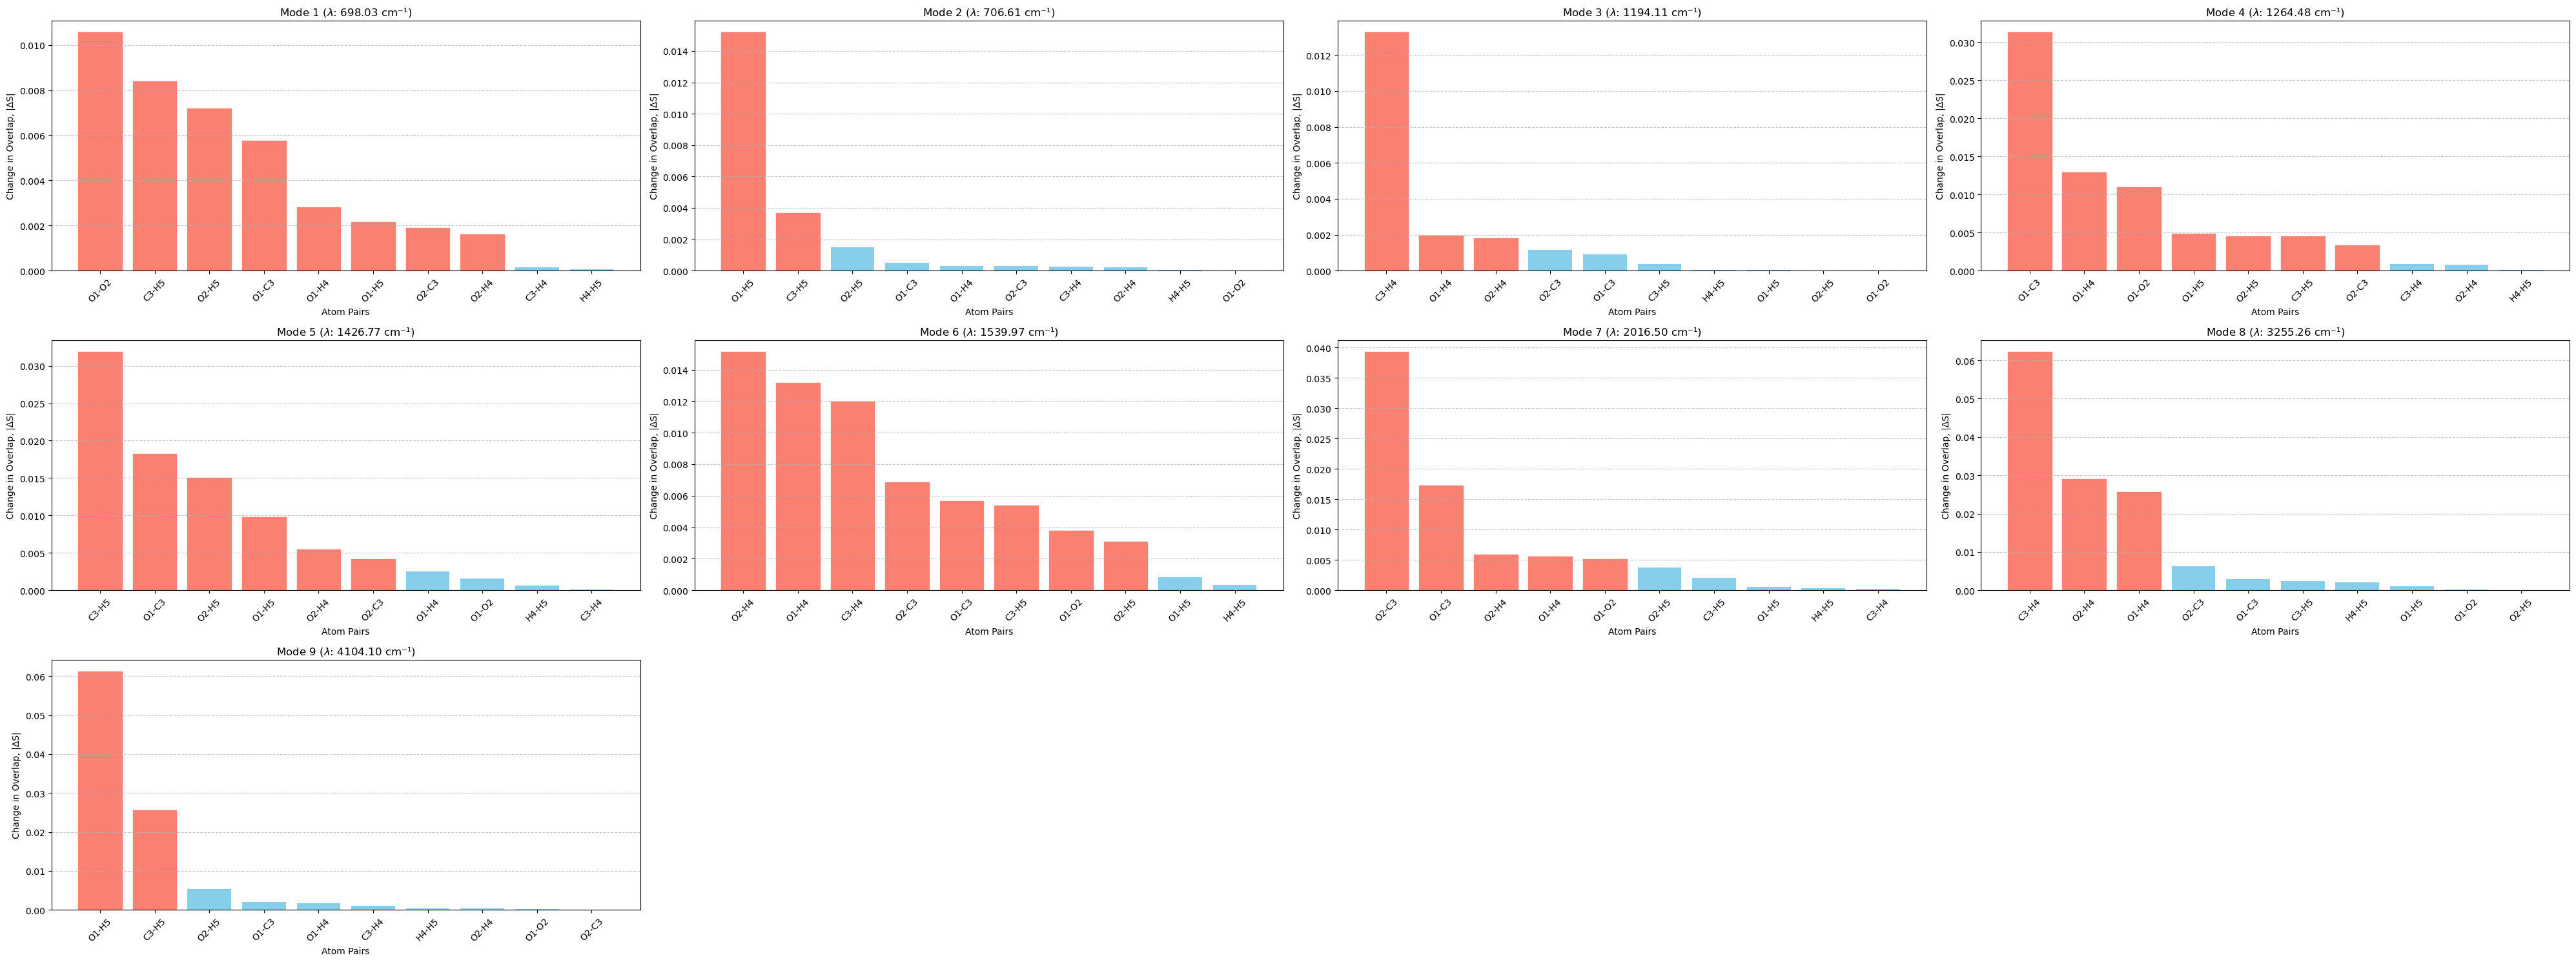 Mode 1 (λ: 698.03 cm⁻¹)
Change in Overlap, |ΔS|
0.010
0.008
0.006
0.004
0.002
0.000
O1-O2 C3-H5 O2-H5 O1-C3 O1-H4 O1-H5 O2-C3 O2-H4 C3-H4 H4-H5
Atom Pairs
Mode 2 (λ: 706.61 cm⁻¹)
Change in Overlap, |ΔS|
0.014
0.012
0.010
0.008
0.006
0.004
0.002
0.000
O1-H5 C3-H5 O2-H5 O1-C3 O1-H4 O2-C3 C3-H4 O2-H4 H4-H5 O1-O2
Atom Pairs
Mode 3 (λ: 1194.11 cm⁻¹)
Change in Overlap, |ΔS|
0.012
0.010
0.008
0.006
0.004
0.002
0.000
C3-H4 O1-H4 O2-H4 O2-C3 O1-C3 C3-H5 H4-H5 O1-H5 O2-H5 O1-O2
Atom Pairs
Mode 4 (λ: 1264.48 cm⁻¹)
Change in Overlap, |ΔS|
0.030
0.025
0.020
0.015
0.010
0.005
0.000
O1-C3 O1-H4 O1-O2 O1-H5 O2-H5 C3-H5 O2-C3 C3-H4 O2-H4 H4-H5
Atom Pairs
Mode 5 (λ: 1426.77 cm⁻¹)
Change in Overlap, |ΔS|
0.030
0.025
0.020
0.015
0.010
0.005
0.000
C3-H5 O1-C3 O2-H5 O1-H5 O2-H4 O2-C3 O1-H4 O1-O2 H4-H5 C3-H4
Atom Pairs
Mode 6 (λ: 1539.97 cm⁻¹)
Change in Overlap, |ΔS|
0.014
0.012
0.010
0.008
0.006
0.004
0.002
0.000
O2-H4 O1-H4 C3-H4 O2-C3 O1-C3 C3-H5 O1-O2 O2-H5 O1-H5 H4-H5
Atom Pairs
Mode 7 (λ: 2016.50 cm⁻¹)
Change in Overlap, |ΔS|
0.040
0.035
0.030
0.025
0.020
0.015
0.010
0.005
0.000
O2-C3 O1-C3 O2-H4 O1-H4 O1-O2 O2-H5 C3-H5 O1-H5 H4-H5 C3-H4
Atom Pairs
Mode 8 (λ: 3255.26 cm⁻¹)
Change in Overlap, |ΔS|
0.06
0.05
0.04
0.03
0.02
0.01
0.00
C3-H4 O2-H4 O1-H4 O2-C3 O1-C3 C3-H5 H4-H5 O1-H5 O1-O2 O2-H5
Atom Pairs
Mode 9 (λ: 4104.10 cm⁻¹)
Change in Overlap, |ΔS|
0.06
0.05
0.04
0.03
0.02
0.01
0.00
O1-H5 C3-H5 O2-H5 O1-C3 O1-H4 C3-H4 H4-H5 O2-H4 O1-O2 O2-C3
Atom Pairs